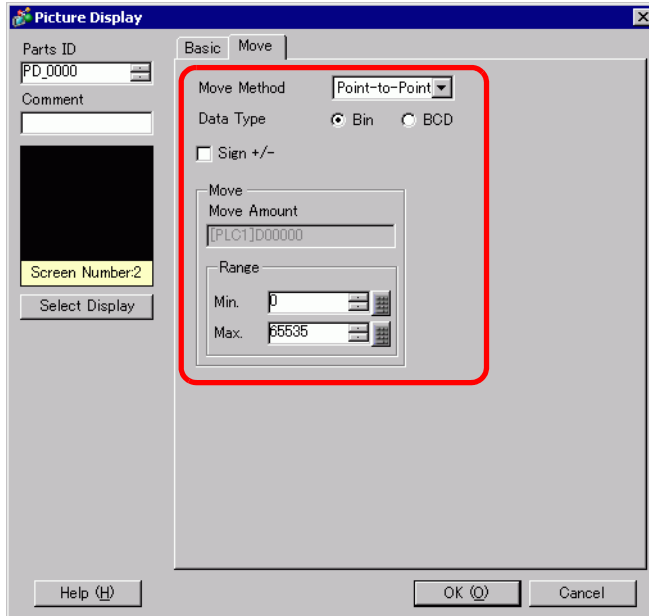 Picture Display
Parts ID
PD_0000
Comment
Screen Number:2
Select Display
Basic
Move
Move Method
Point-to-Point
Data Type
Bin
BCD
Sign +/-
Move
Move Amount
[PLC1]D00000
Range
Min.
0
Max.
65535
Help (H)
OK (O)
Cancel